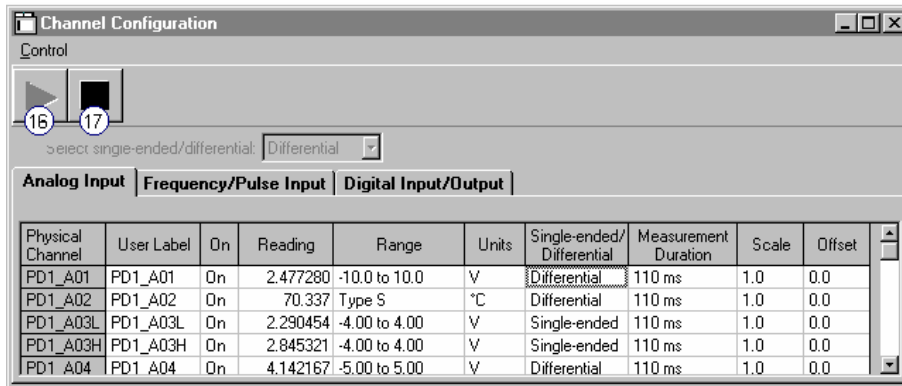 Channel Configuration
Control
16 17
Select single-ended/differential: Differential
Analog Input Frequency/Pulse Input Digital Input/Output
Physical Channel User Label On Reading Range Units Single-ended/ Differential Measurement Duration Scale Offset
PD1_A01 PD1_A01 On 2.477280 -10.0 to 10.0 V Differential 110 ms 1.0 0.0
PD1_A02 PD1_A02 On 70.337 Type S °C Differential 110 ms 1.0 0.0
PD1_A03L PD1_A03L On 2.290454 -4.00 to 4.00 V Single-ended 110 ms 1.0 0.0
PD1_A03H PD1_A03H On 2.845321 -4.00 to 4.00 V Single-ended 110 ms 1.0 0.0
PD1_A04 PD1_A04 On 4.142167 -5.00 to 5.00 V Differential 110 ms 1.0 0.0